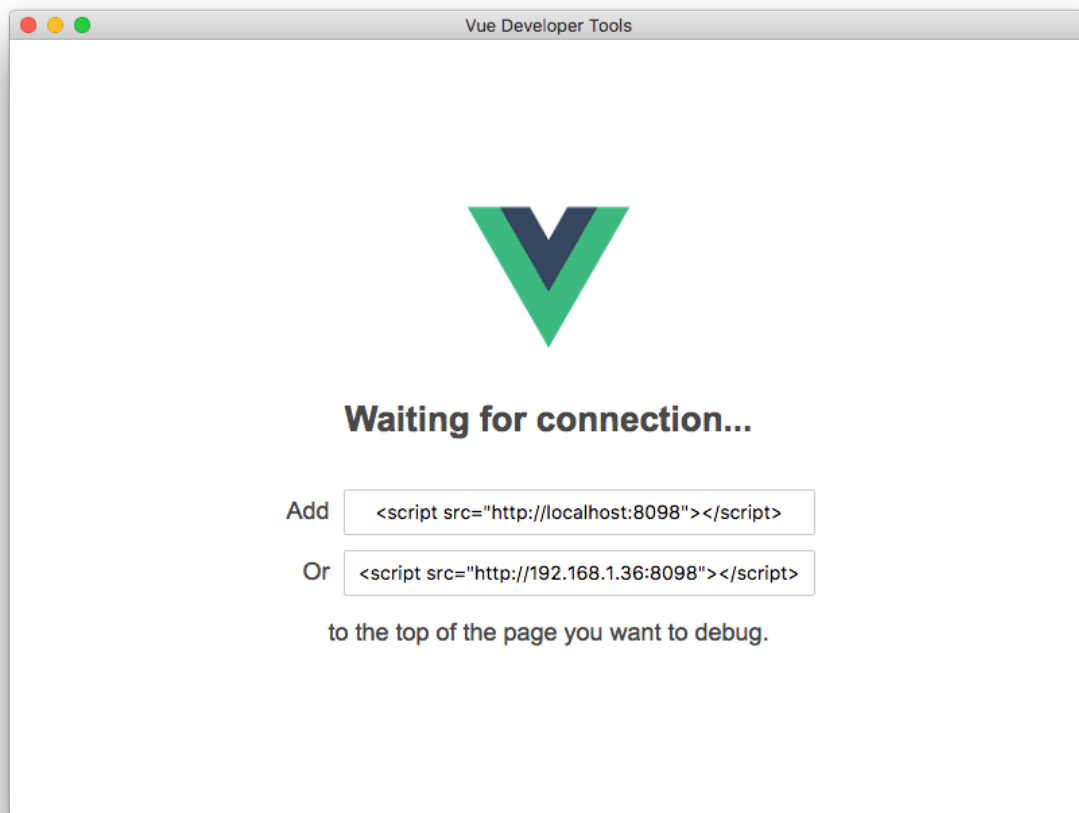 Vue Developer Tools
Waiting for connection...
Add <script src="http://localhost:8098"></script>
Or <script src="http://192.168.1.36:8098"></script>
to the top of the page you want to debug.